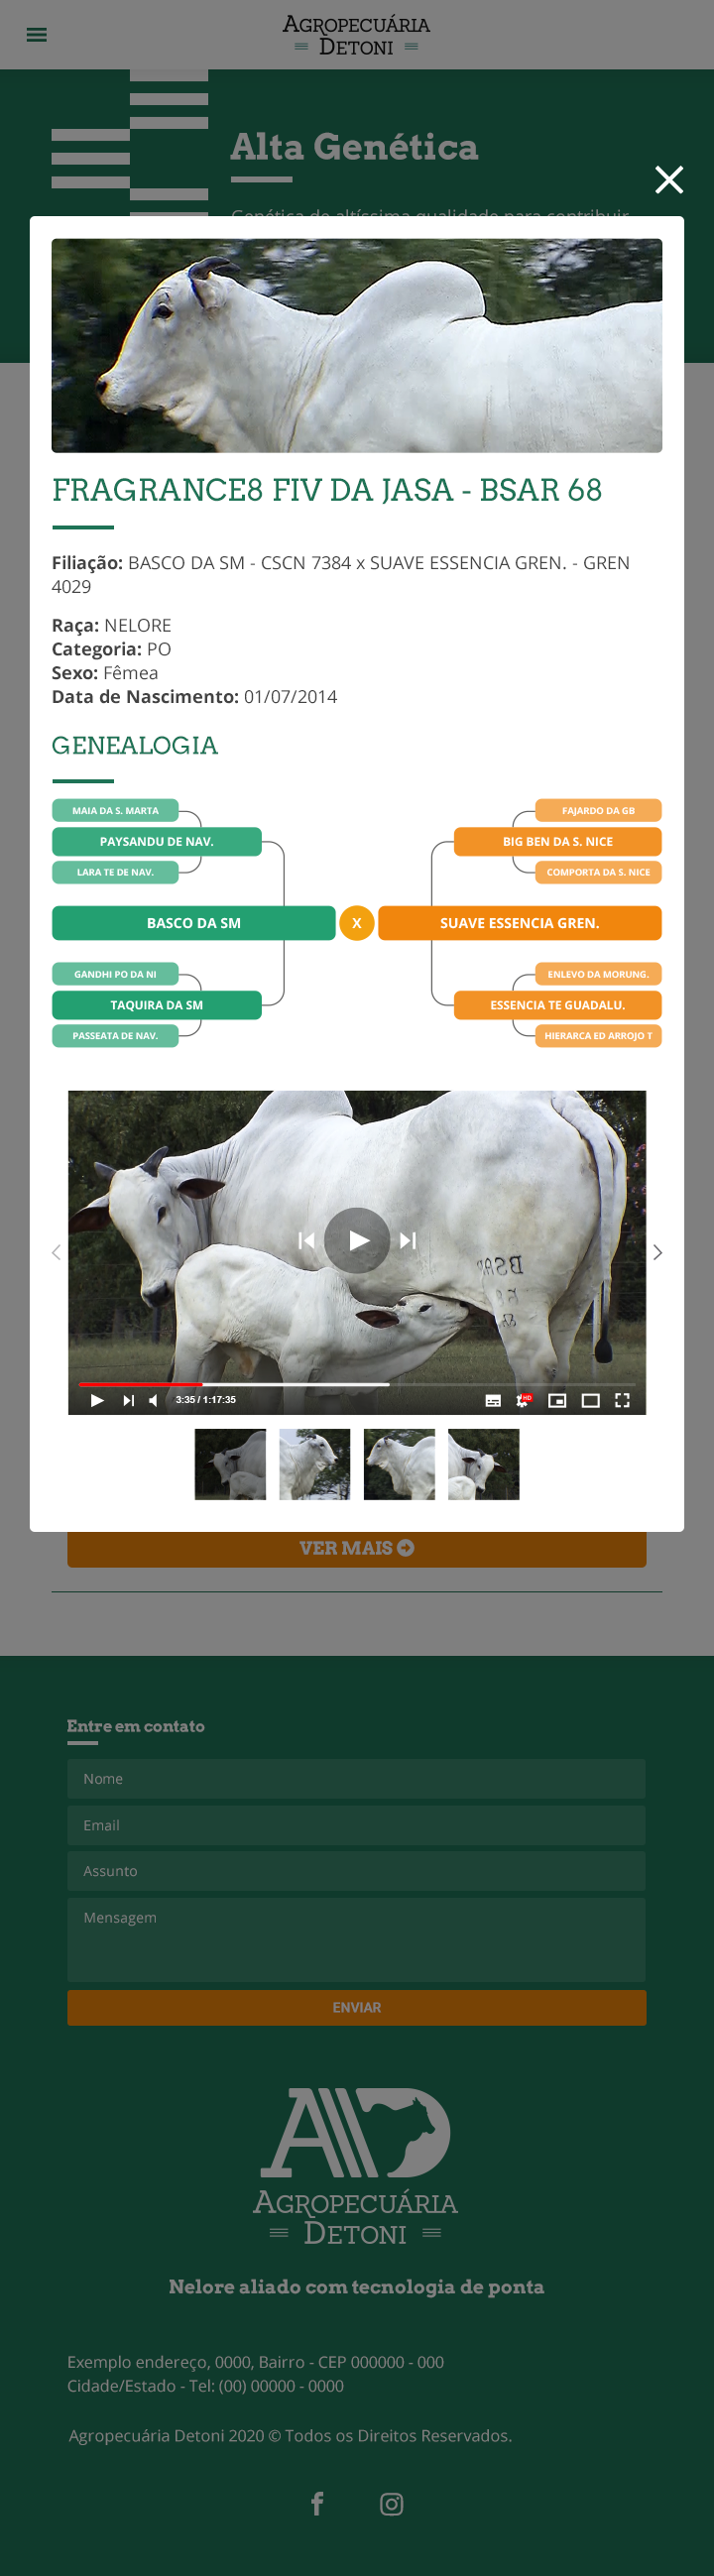 AGROPECUÁRIA
DETONI
Alta Genética
Genética de altíssima qualidade para contribuir
FRAGRANCE8 FIV DA JASA - BSAR 68
Filiação: BASCO DA SM - CSCN 7384 x SUAVE ESSENCIA GREN. - GREN
4029
Raça: NELORE
Categoria: PO
Sexo: Fêmea
Data de Nascimento: 01/07/2014
GENEALOGIA
MAIA DA S. MARTA
FAJARDO DA GB
PAYSANDU DE NAV.
BIG BEN DA S. NICE
LARA TE DE NAV.
COMPORTA DA S. NICE
BASCO DA SM
X
SUAVE ESSENCIA GREN.
GANDHI PO DA NI
ENLEVO DA MORUNG.
TAQUIRA DA SM
ESSENCIA TE GUADALU.
PASSEATA DE NAV.
HIERARCA ED ARROJO T
3:35 / 1:17:35
HD
VER MAIS
Entre em contato
Nome
Email
Assunto
Mensagem
ENVIAR
AGROPECUÁRIA
DETONI
Nelore aliado com tecnologia de ponta
Exemplo endereço, 0000, Bairro - CEP 000000 - 000
Cidade/Estado - Tel: (00) 00000 - 0000
Agropecuária Detoni 2020 © Todos os Direitos Reservados.